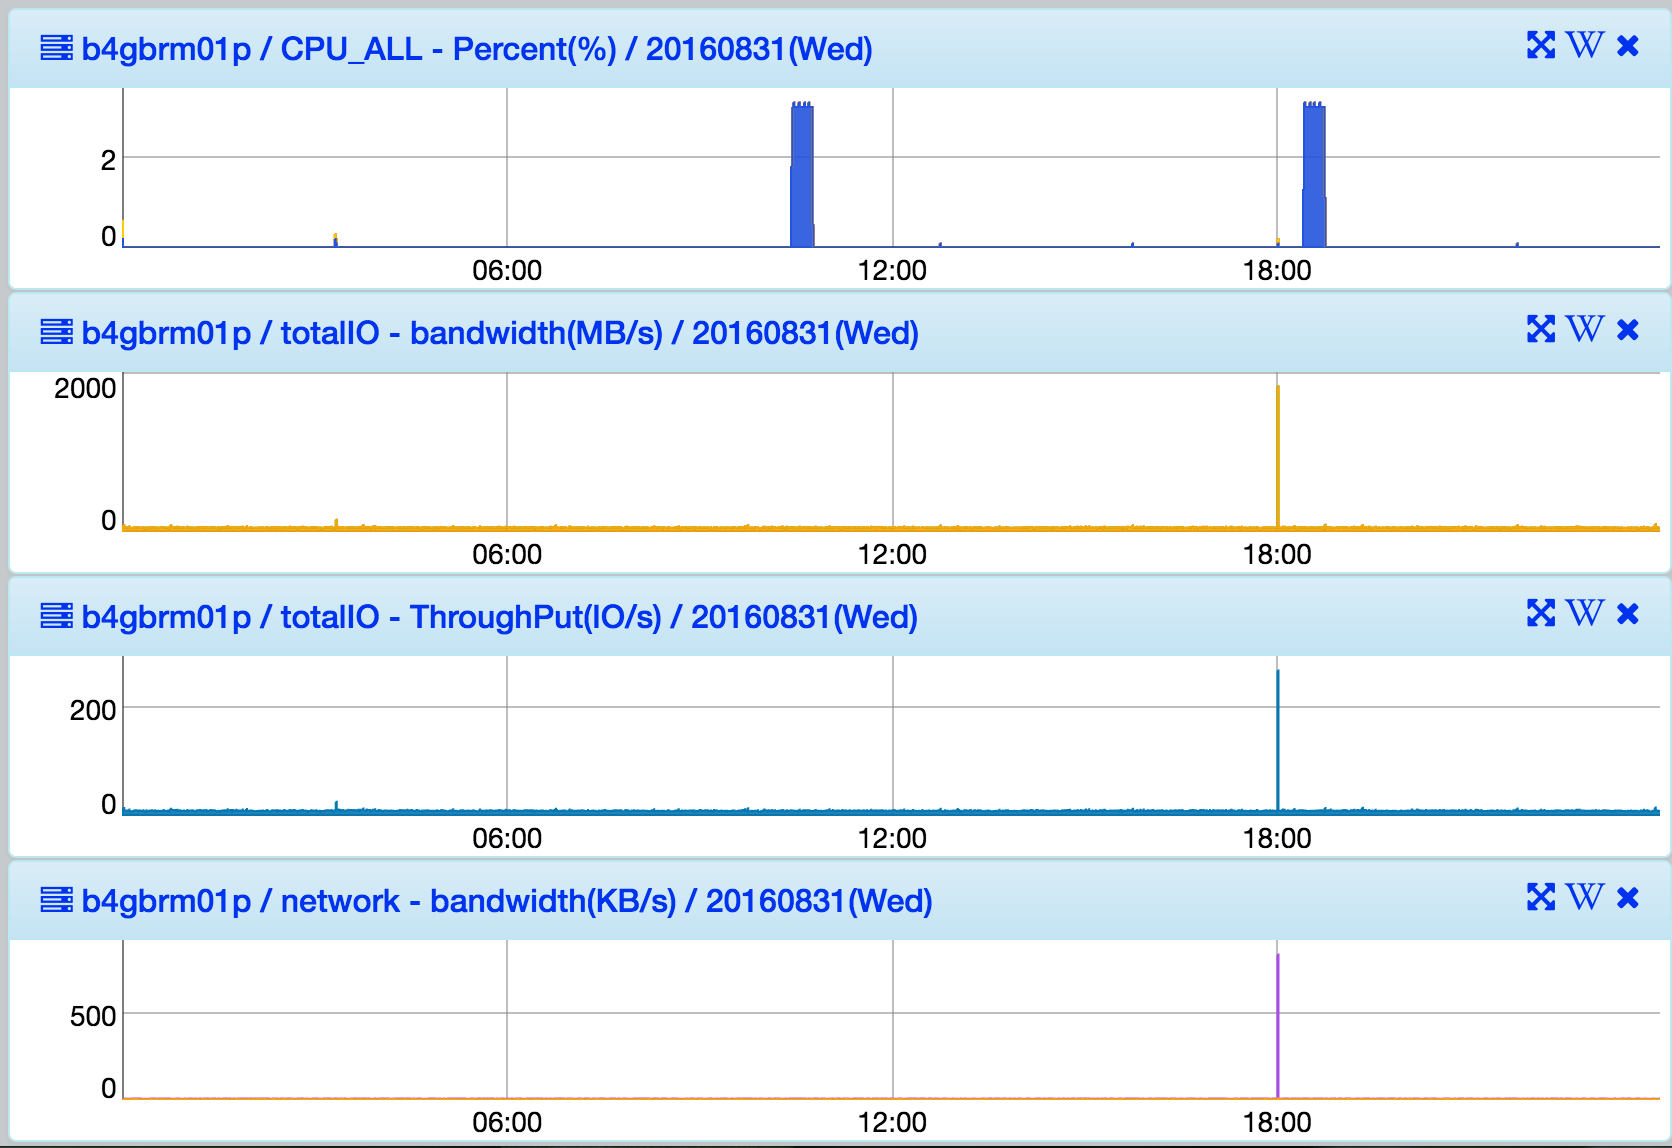 b4gbrm01p / CPU_ALL - Percent(%) / 20160831(Wed) W
2
0
06:00 12:00 18:00
b4gbrm01p / totalIO - bandwidth(MB/s) / 20160831(Wed) W
2000
0
06:00 12:00 18:00
b4gbrm01p / totalIO - ThroughPut(IO/s) / 20160831(Wed) W
200
0
06:00 12:00 18:00
b4gbrm01p / network - bandwidth(KB/s) / 20160831(Wed) W
500
0
06:00 12:00 18:00